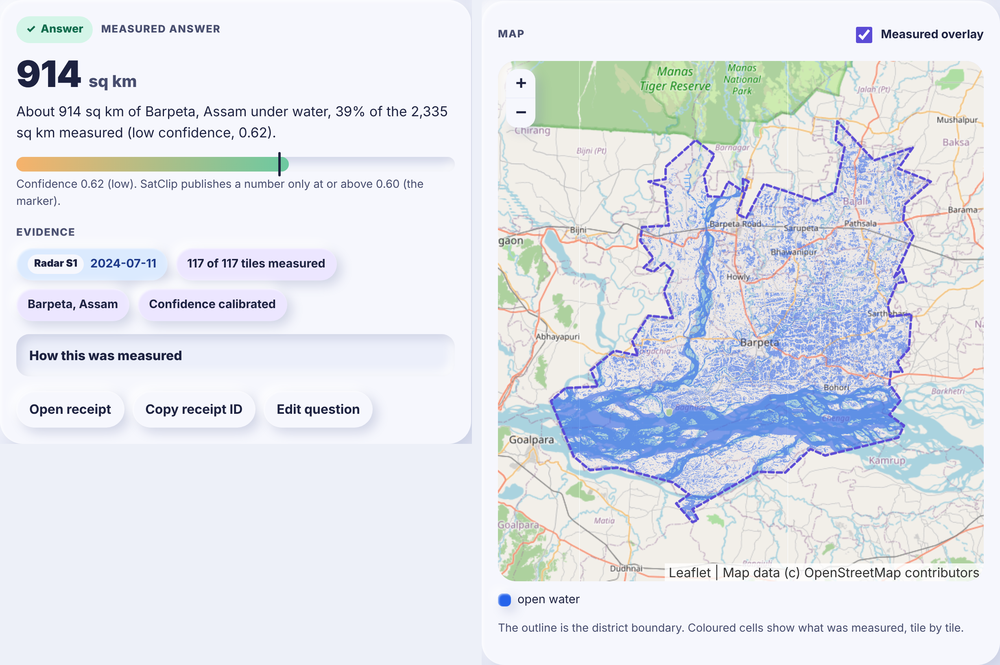 Answer
MEASURED ANSWER
914 sq km
About 914 sq km of Barpeta, Assam under water, 39% of the 2,335
sq km measured (low confidence, 0.62).
Confidence 0.62 (low). SatClip publishes a number only at or above 0.60 (the
marker).
EVIDENCE
Radar S1 2024-07-11
117 of 117 tiles measured
Barpeta, Assam
Confidence calibrated
How this was measured
Open receipt
Copy receipt ID
Edit question
MAP
Measured overlay
+
−
Manas
Tiger Reserve
Manas
National
Park
Jalah (Pt)
Mushalpur
Chirang
Baksa
Bijni (Pt)
Barnagar
Bajali
Barama
Barpeta Road
Pathsala
Sarupeta
Bijni
gaon
Bhawanipur
Howly
Sarthebari
Na
Abhayapuri
Barpeta
Bohori
Barkhetri
Baghbar
Chenga
Goalpara
Kamrup
Matia
Goalpara
Dudhnai
Rongjuli
Leaflet | Map data (c) OpenStreetMap contributors
open water
The outline is the district boundary. Coloured cells show what was measured, tile by tile.